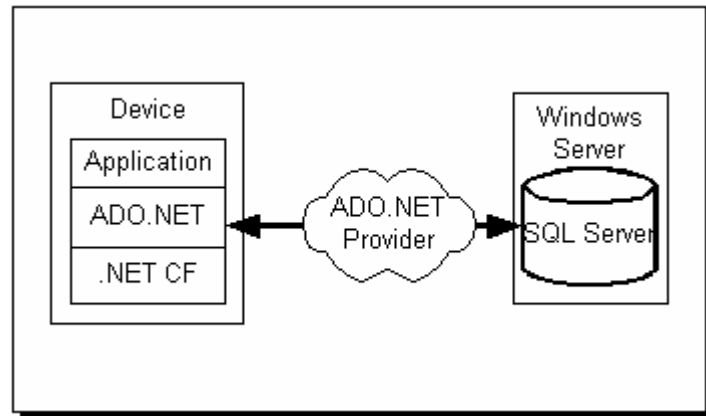 Device
Application
ADO.NET
.NET CF
ADO.NET
Provider
Windows
Server
SQL Server